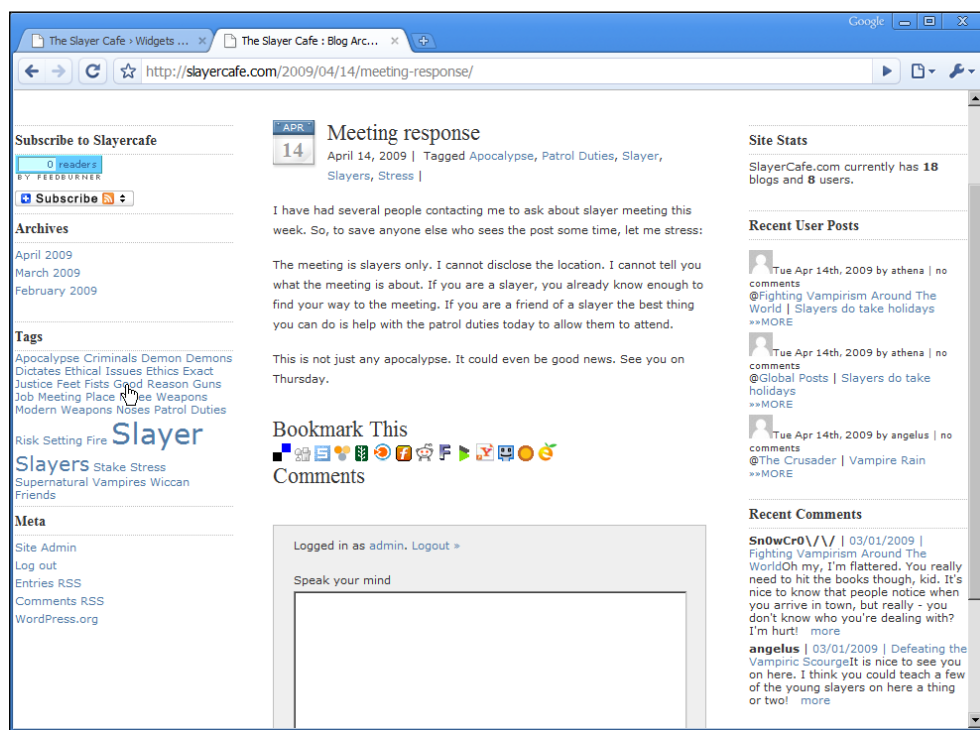 Google
The Slayer Cafe › Widgets ...
The Slayer Cafe : Blog Arc...
http://slayercafe.com/2009/04/14/meeting-response/
Subscribe to Slayercafe
0 readers
BY FEEDBURNER
Subscribe
Archives
April 2009
March 2009
February 2009
Tags
Apocalypse Criminals Demon Demons
Dictates Ethical Issues Ethics Exact
Justice Feet Fists Good Reason Guns
Job Meeting Place Weapons
Modern Weapons Noses Patrol Duties
Risk Setting Fire Slayer
Slayers Stake Stress
Supernatural Vampires Wiccan
Friends
Meta
Site Admin
Log out
Entries RSS
Comments RSS
WordPress.org
APR
14
Meeting response
April 14, 2009 | Tagged Apocalypse, Patrol Duties, Slayer,
Slayers, Stress |
I have had several people contacting me to ask about slayer meeting this
week. So, to save anyone else who sees the post some time, let me stress:
The meeting is slayers only. I cannot disclose the location. I cannot tell you
what the meeting is about. If you are a slayer, you already know enough to
find your way to the meeting. If you are a friend of a slayer the best thing
you can do is help with the patrol duties today to allow them to attend.
This is not just any apocalypse. It could even be good news. See you on
Thursday.
Bookmark This
Comments
Logged in as admin. Logout »
Speak your mind
Site Stats
SlayerCafe.com currently has 18
blogs and 8 users.
Recent User Posts
Tue Apr 14th, 2009 by athena | no
comments
@Fighting Vampirism Around The
World | Slayers do take holidays
»»MORE
Tue Apr 14th, 2009 by athena | no
comments
@Global Posts | Slayers do take
holidays
»»MORE
Tue Apr 14th, 2009 by angelus | no
comments
@The Crusader | Vampire Rain
»»MORE
Recent Comments
Sn0wCr0\/\/ | 03/01/2009 |
Fighting Vampirism Around The
WorldOh my, I'm flattered. You really
need to hit the books though, kid. It's
nice to know that people notice when
you arrive in town, but really - you
don't know who you're dealing with?
I'm hurt! more
angelus | 03/01/2009 | Defeating the
Vampiric ScourgeIt is nice to see you
on here. I think you could teach a few
of the young slayers on here a thing
or two! more